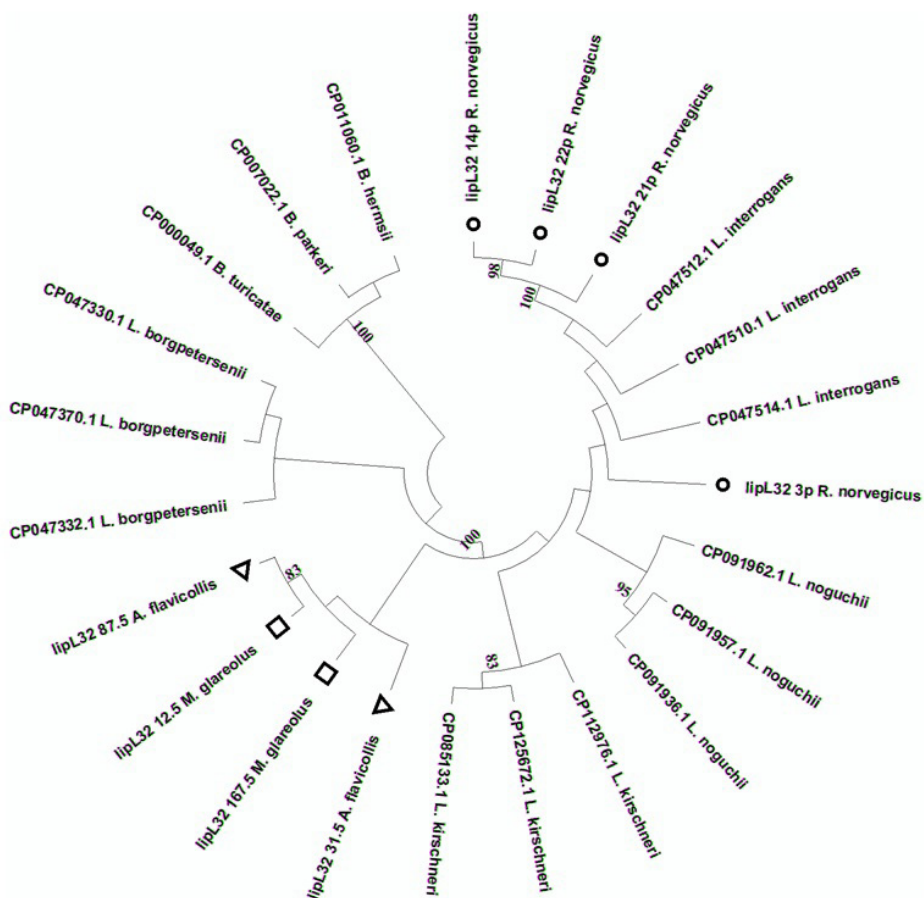 lipL32 14p R. norvegicus
lipL32 22p R. norvegicus
lipL32 21p R. norvegicus
CP047512.1 L. interrogans
CP047510.1 L. interrogans
CP047514.1 L. interrogans
lipL32 3p R. norvegicus
CP091962.1 L. noguchii
CP091957.1 L. noguchii
CP091936.1 L. noguchii
CP112976.1 L. kirschneri
CP125672.1 L. kirschneri
CP085133.1 L. kirschneri
lipL32 31.5 A. flavicollis
lipL32 167.5 M. glareolus
lipL32 12.5 M. glareolus
lipL32 87.5 A. flavicollis
CP047332.1 L. borgpetersenii
CP047370.1 L. borgpetersenii
CP047330.1 L. borgpetersenii
CP000049.1 B. turicatae
CP007022.1 B. parkeri
CP011060.1 B. hermsii
98
100
95
83
83
100
100